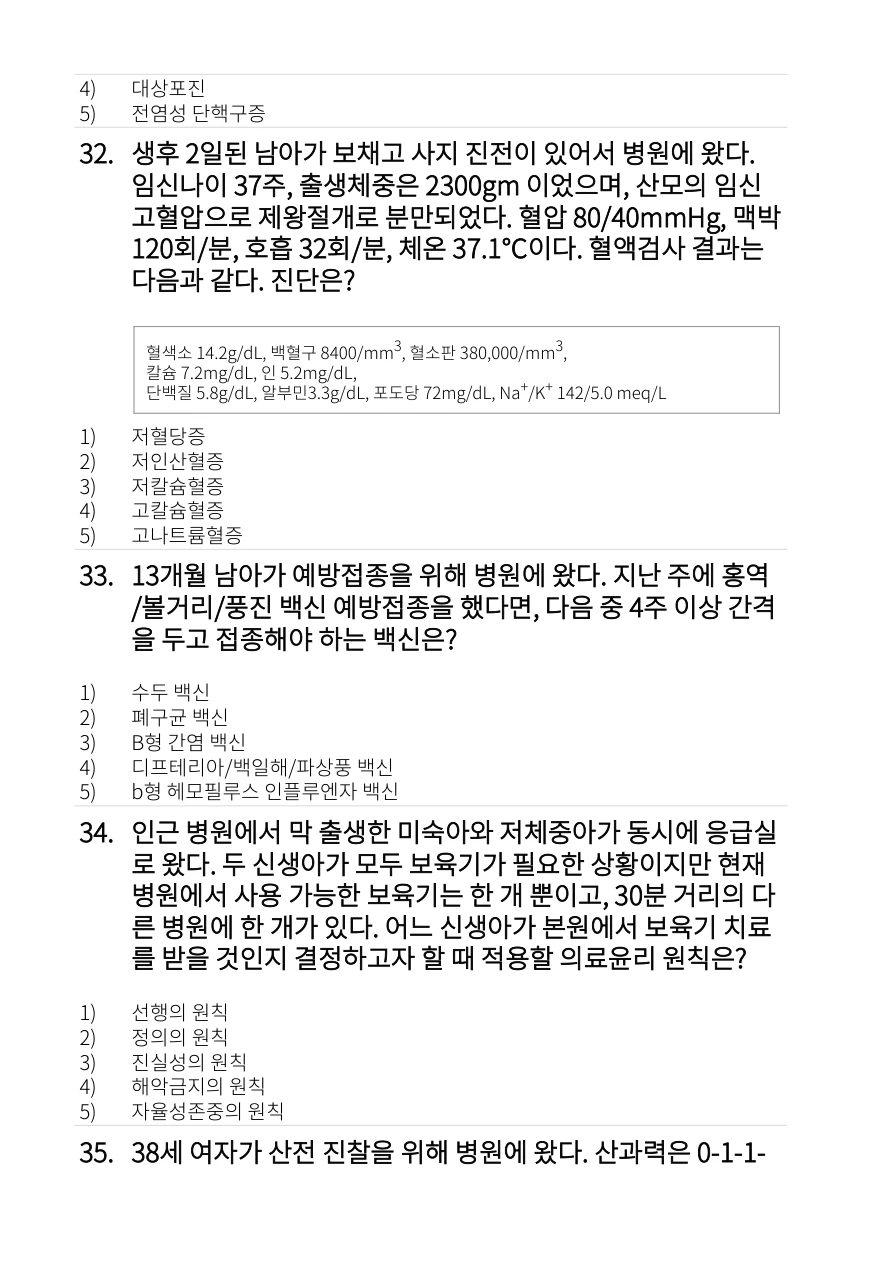 4) 대상포진
5) 전염성 단핵구증
32. 생후 2일된 남아가 보채고 사지 진전이 있어서 병원에 왔다.
임신나이 37주, 출생체중은 2300gm 이었으며, 산모의 임신
고혈압으로 제왕절개로 분만되었다. 혈압 80/40mmHg, 맥박
120회/분, 호흡 32회/분, 체온 37.1℃이다. 혈액검사 결과는
다음과 같다. 진단은?
혈색소 14.2g/dL, 백혈구 8400/mm³, 혈소판 380,000/mm³,
칼슘 7.2mg/dL, 인 5.2mg/dL,
단백질 5.8g/dL, 알부민3.3g/dL, 포도당 72mg/dL, Na⁺/K⁺ 142/5.0 meq/L
1) 저혈당증
2) 저인산혈증
3) 저칼슘혈증
4) 고칼슘혈증
5) 고나트륨혈증
33. 13개월 남아가 예방접종을 위해 병원에 왔다. 지난 주에 홍역
/볼거리/풍진 백신 예방접종을 했다면, 다음 중 4주 이상 간격
을 두고 접종해야 하는 백신은?
1) 수두 백신
2) 폐구균 백신
3) B형 간염 백신
4) 디프테리아/백일해/파상풍 백신
5) b형 헤모필루스 인플루엔자 백신
34. 인근 병원에서 막 출생한 미숙아와 저체중아가 동시에 응급실
로 왔다. 두 신생아가 모두 보육기가 필요한 상황이지만 현재
병원에서 사용 가능한 보육기는 한 개 뿐이고, 30분 거리의 다
른 병원에 한 개가 있다. 어느 신생아가 본원에서 보육기 치료
를 받을 것인지 결정하고자 할 때 적용할 의료윤리 원칙은?
1) 선행의 원칙
2) 정의의 원칙
3) 진실성의 원칙
4) 해악금지의 원칙
5) 자율성존중의 원칙
35. 38세 여자가 산전 진찰을 위해 병원에 왔다. 산과력은 0-1-1-